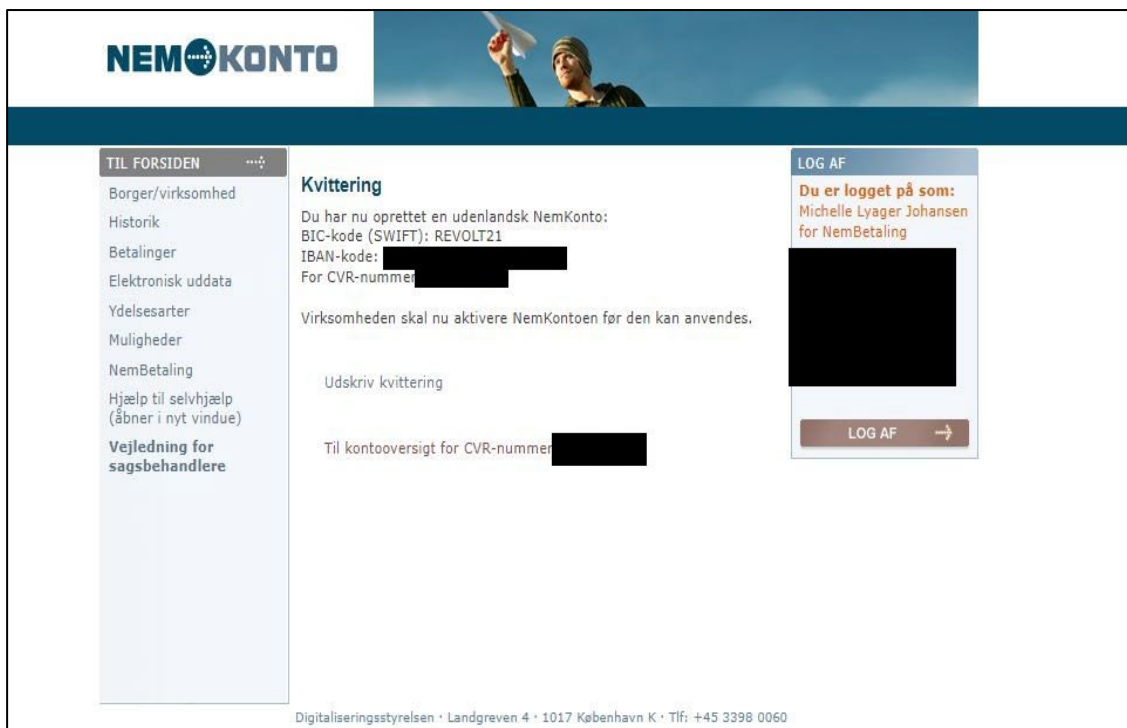 NEMKONTO
TIL FORSIDEN
Borger/virksomhed
Historik
Betalinger
Elektronisk uddata
Ydelsesarter
Muligheder
NemBetaling
Hjælp til selvhjælp
(åbner i nyt vindue)
Vejledning for
sagsbehandlere
Kvittering
Du har nu oprettet en udenlandsk NemKonto:
BIC-kode (SWIFT): REVOLT21
IBAN-kode:
For CVR-nummer
Virksomheden skal nu aktivere NemKontoen før den kan anvendes.
Udskriv kvittering
Til kontooversigt for CVR-nummer
LOG AF
Du er logget på som:
Michelle Lyager Johansen
for NemBetaling
LOG AF
Digitaliseringsstyrelsen · Landgreven 4 · 1017 København K · Tlf: +45 3398 0060